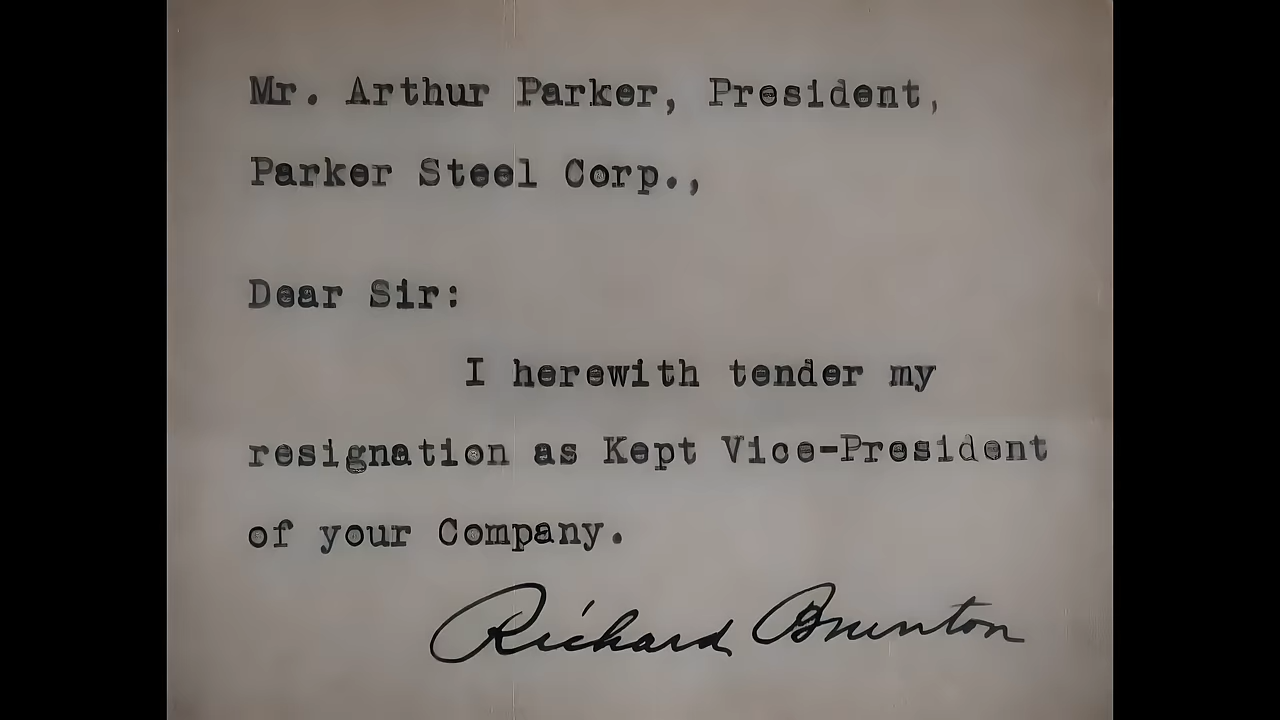 Mr. Arthur Parker, President,
Parker Steel Corp.,
Dear Sir:
I herewith tender my
resignation as Kept Vice-President
of your Company.
Richard Brunton